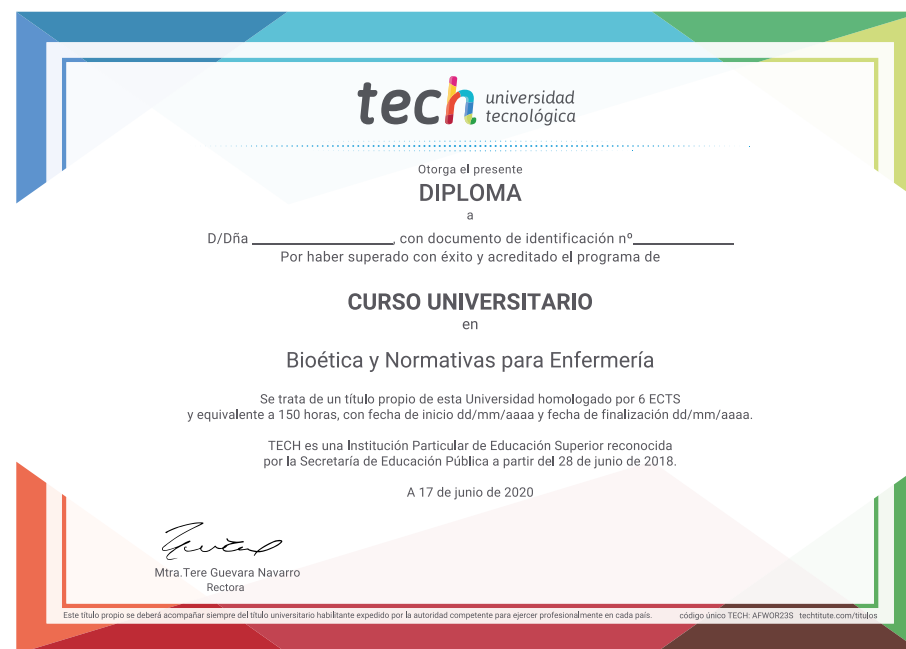 tech universidad
tecnológica
Otorga el presente
DIPLOMA
a
D/Dña ____________________, con documento de identificación nº______________
Por haber superado con éxito y acreditado el programa de
CURSO UNIVERSITARIO
en
Bioética y Normativas para Enfermería
Se trata de un título propio de esta Universidad homologado por 6 ECTS
y equivalente a 150 horas, con fecha de inicio dd/mm/aaaa y fecha de finalización dd/mm/aaaa.
TECH es una Institución Particular de Educación Superior reconocida
por la Secretaría de Educación Pública a partir del 28 de junio de 2018.
A 17 de junio de 2020
Mtra.Tere Guevara Navarro
Rectora
Este título propio se deberá acompañar siempre del título universitario habilitante expedido por la autoridad competente para ejercer profesionalmente en cada país. código único TECH: AFWOR23S techtitute.com/titulos